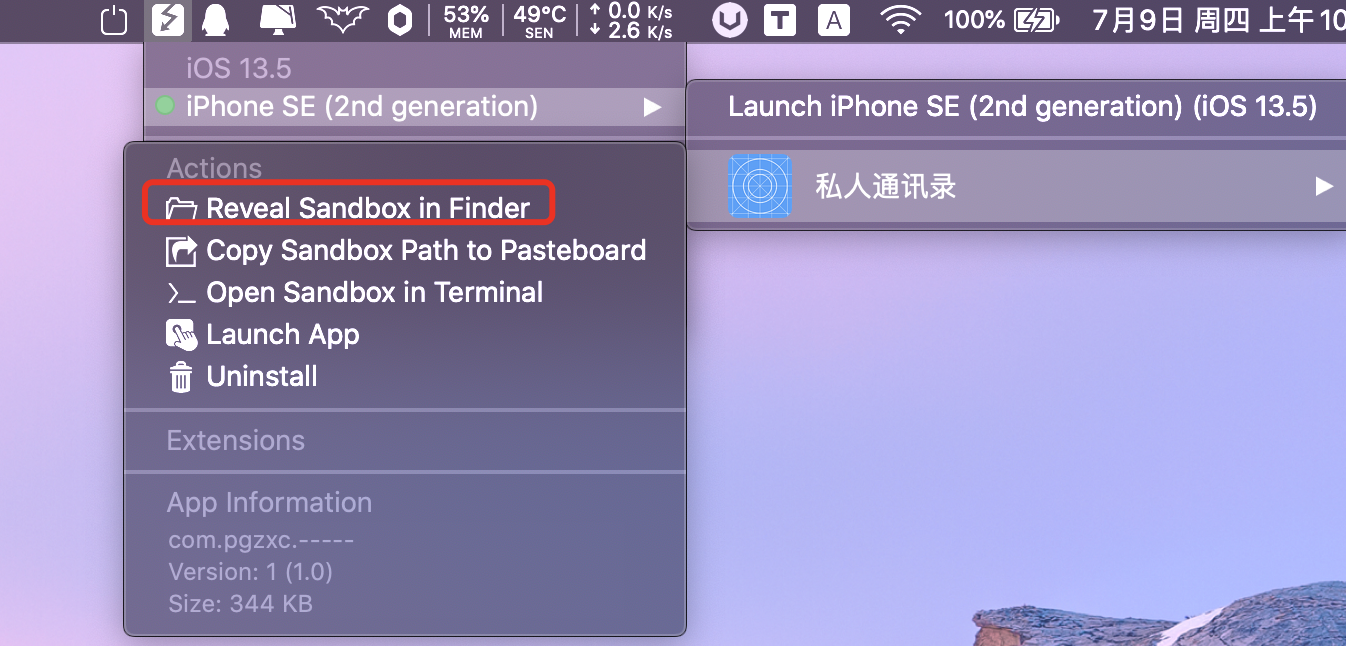 53% 49°C 0.0 K/s 100% 7月9日 周四 上午10
MEM SEN 2.6 K/s
T A
iOS 13.5
iPhone SE (2nd generation)
Launch iPhone SE (2nd generation) (iOS 13.5)
私人通讯录
Actions
Reveal Sandbox in Finder
Copy Sandbox Path to Pasteboard
Open Sandbox in Terminal
Launch App
Uninstall
Extensions
App Information
com.pgzxc.-----
Version: 1 (1.0)
Size: 344 KB